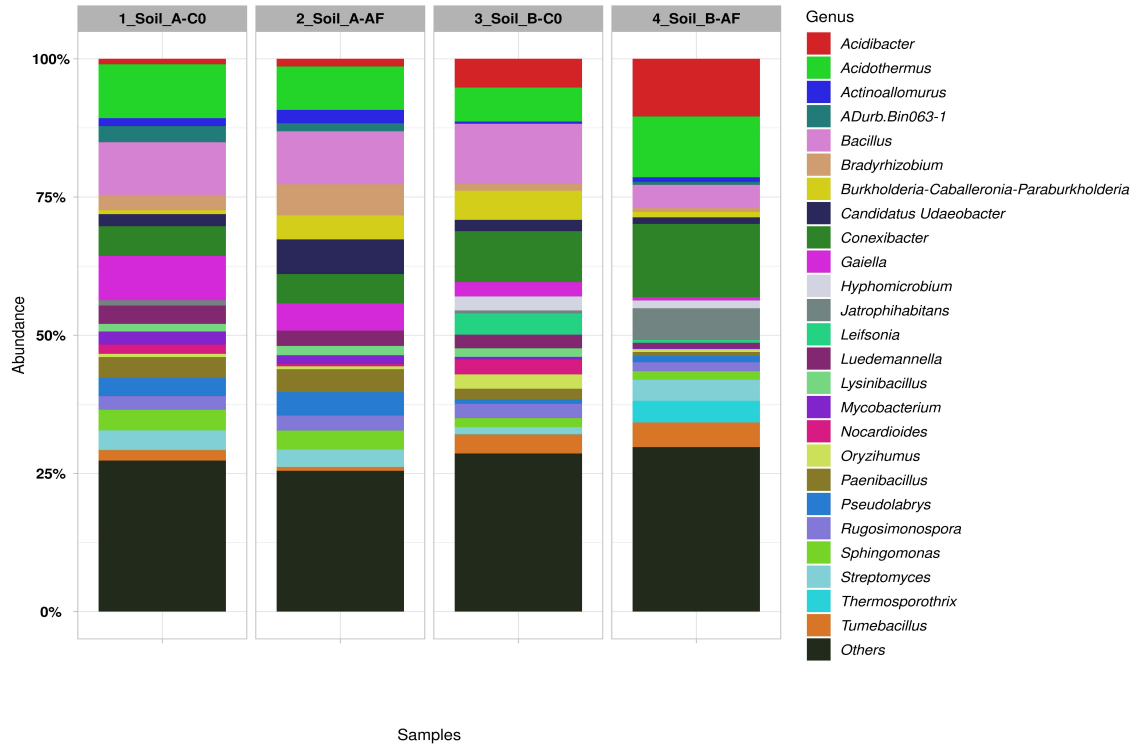 1_Soil_A-C0
2_Soil_A-AF
3_Soil_B-C0
4_Soil_B-AF
100%
75%
50%
25%
0%
Abundance
Samples
Genus
Acidibacter
Acidothermus
Actinoallomurus
ADurb.Bin063-1
Bacillus
Bradyrhizobium
Burkholderia-Caballeronia-Paraburkholderia
Candidatus Udaeobacter
Conexibacter
Gaiella
Hyphomicrobium
Jatrophihabitans
Leifsonia
Luedemannella
Lysinibacillus
Mycobacterium
Nocardioides
Oryzihumus
Paenibacillus
Pseudolabrys
Rugosimonospora
Sphingomonas
Streptomyces
Thermosporothrix
Tumebacillus
Others